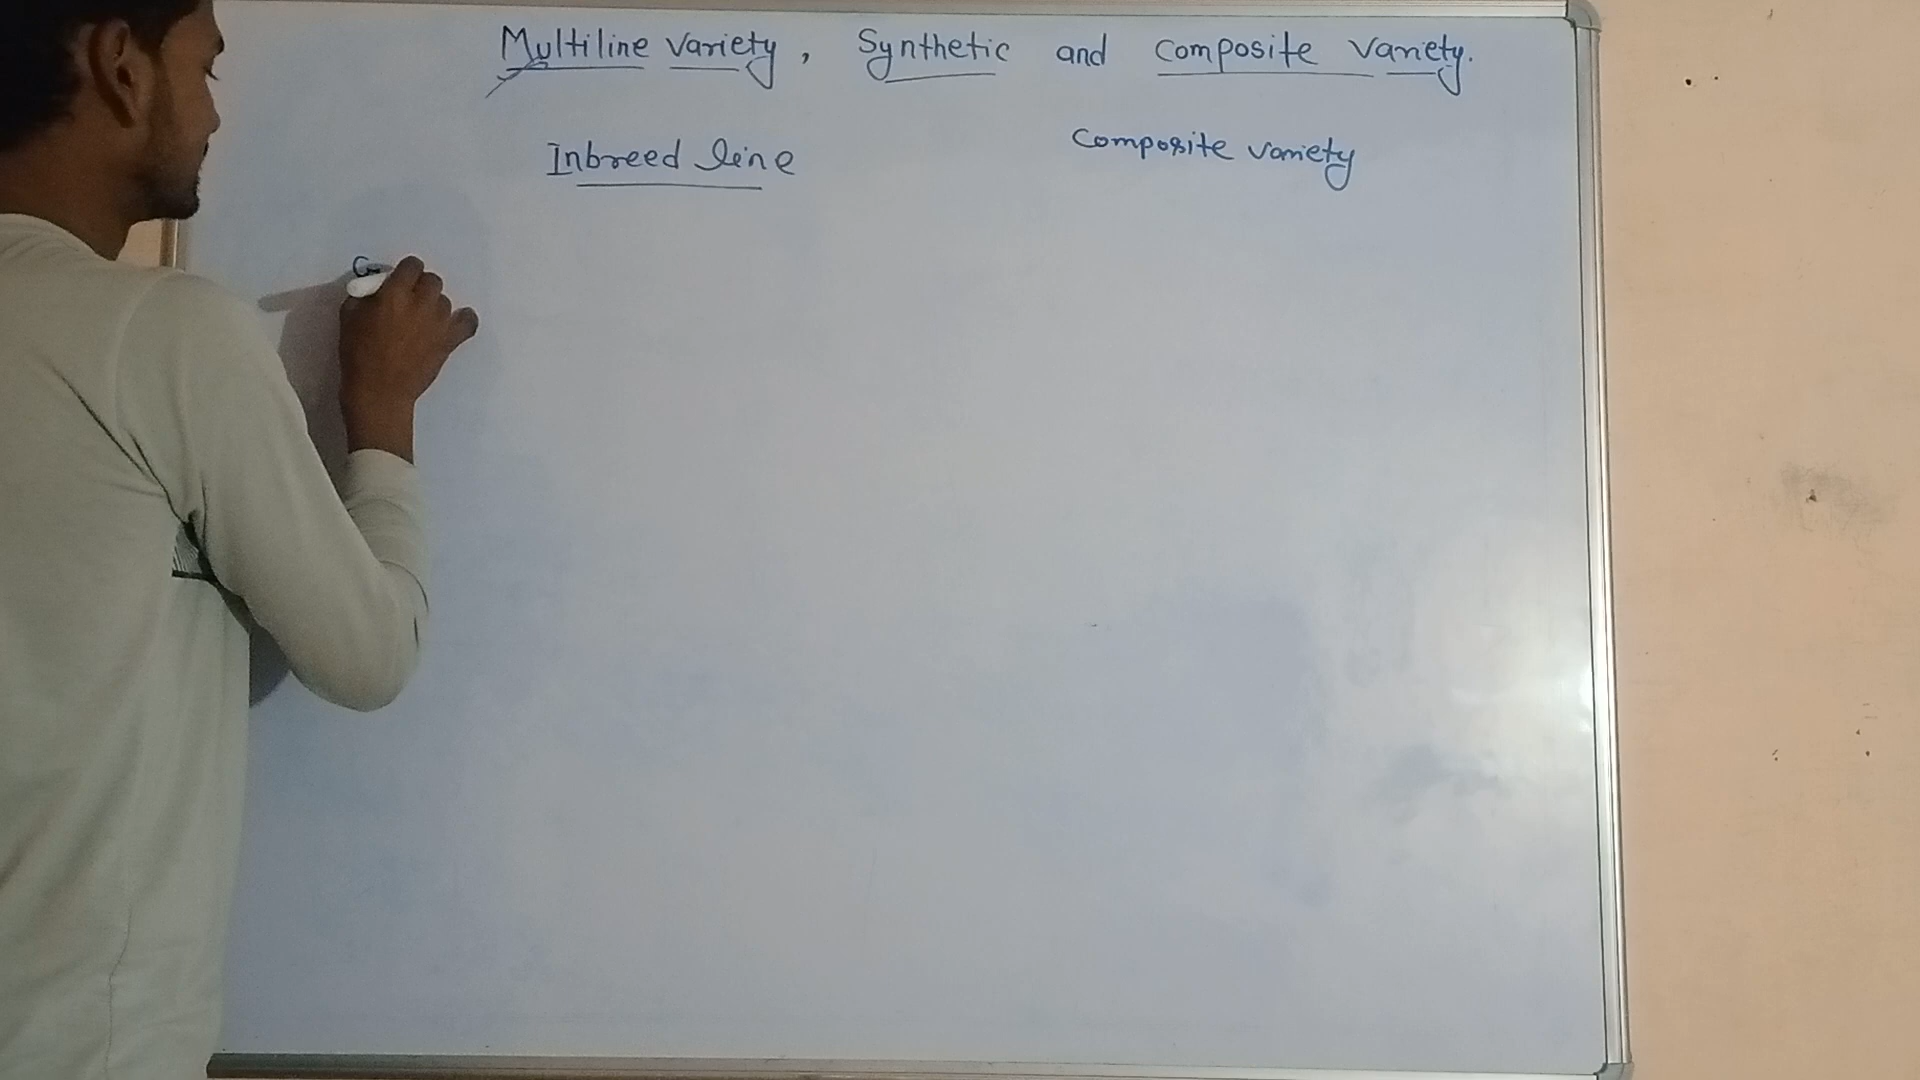 Multiline Variety, Synthetic and Composite Variety.
Inbreed line
Composite variety